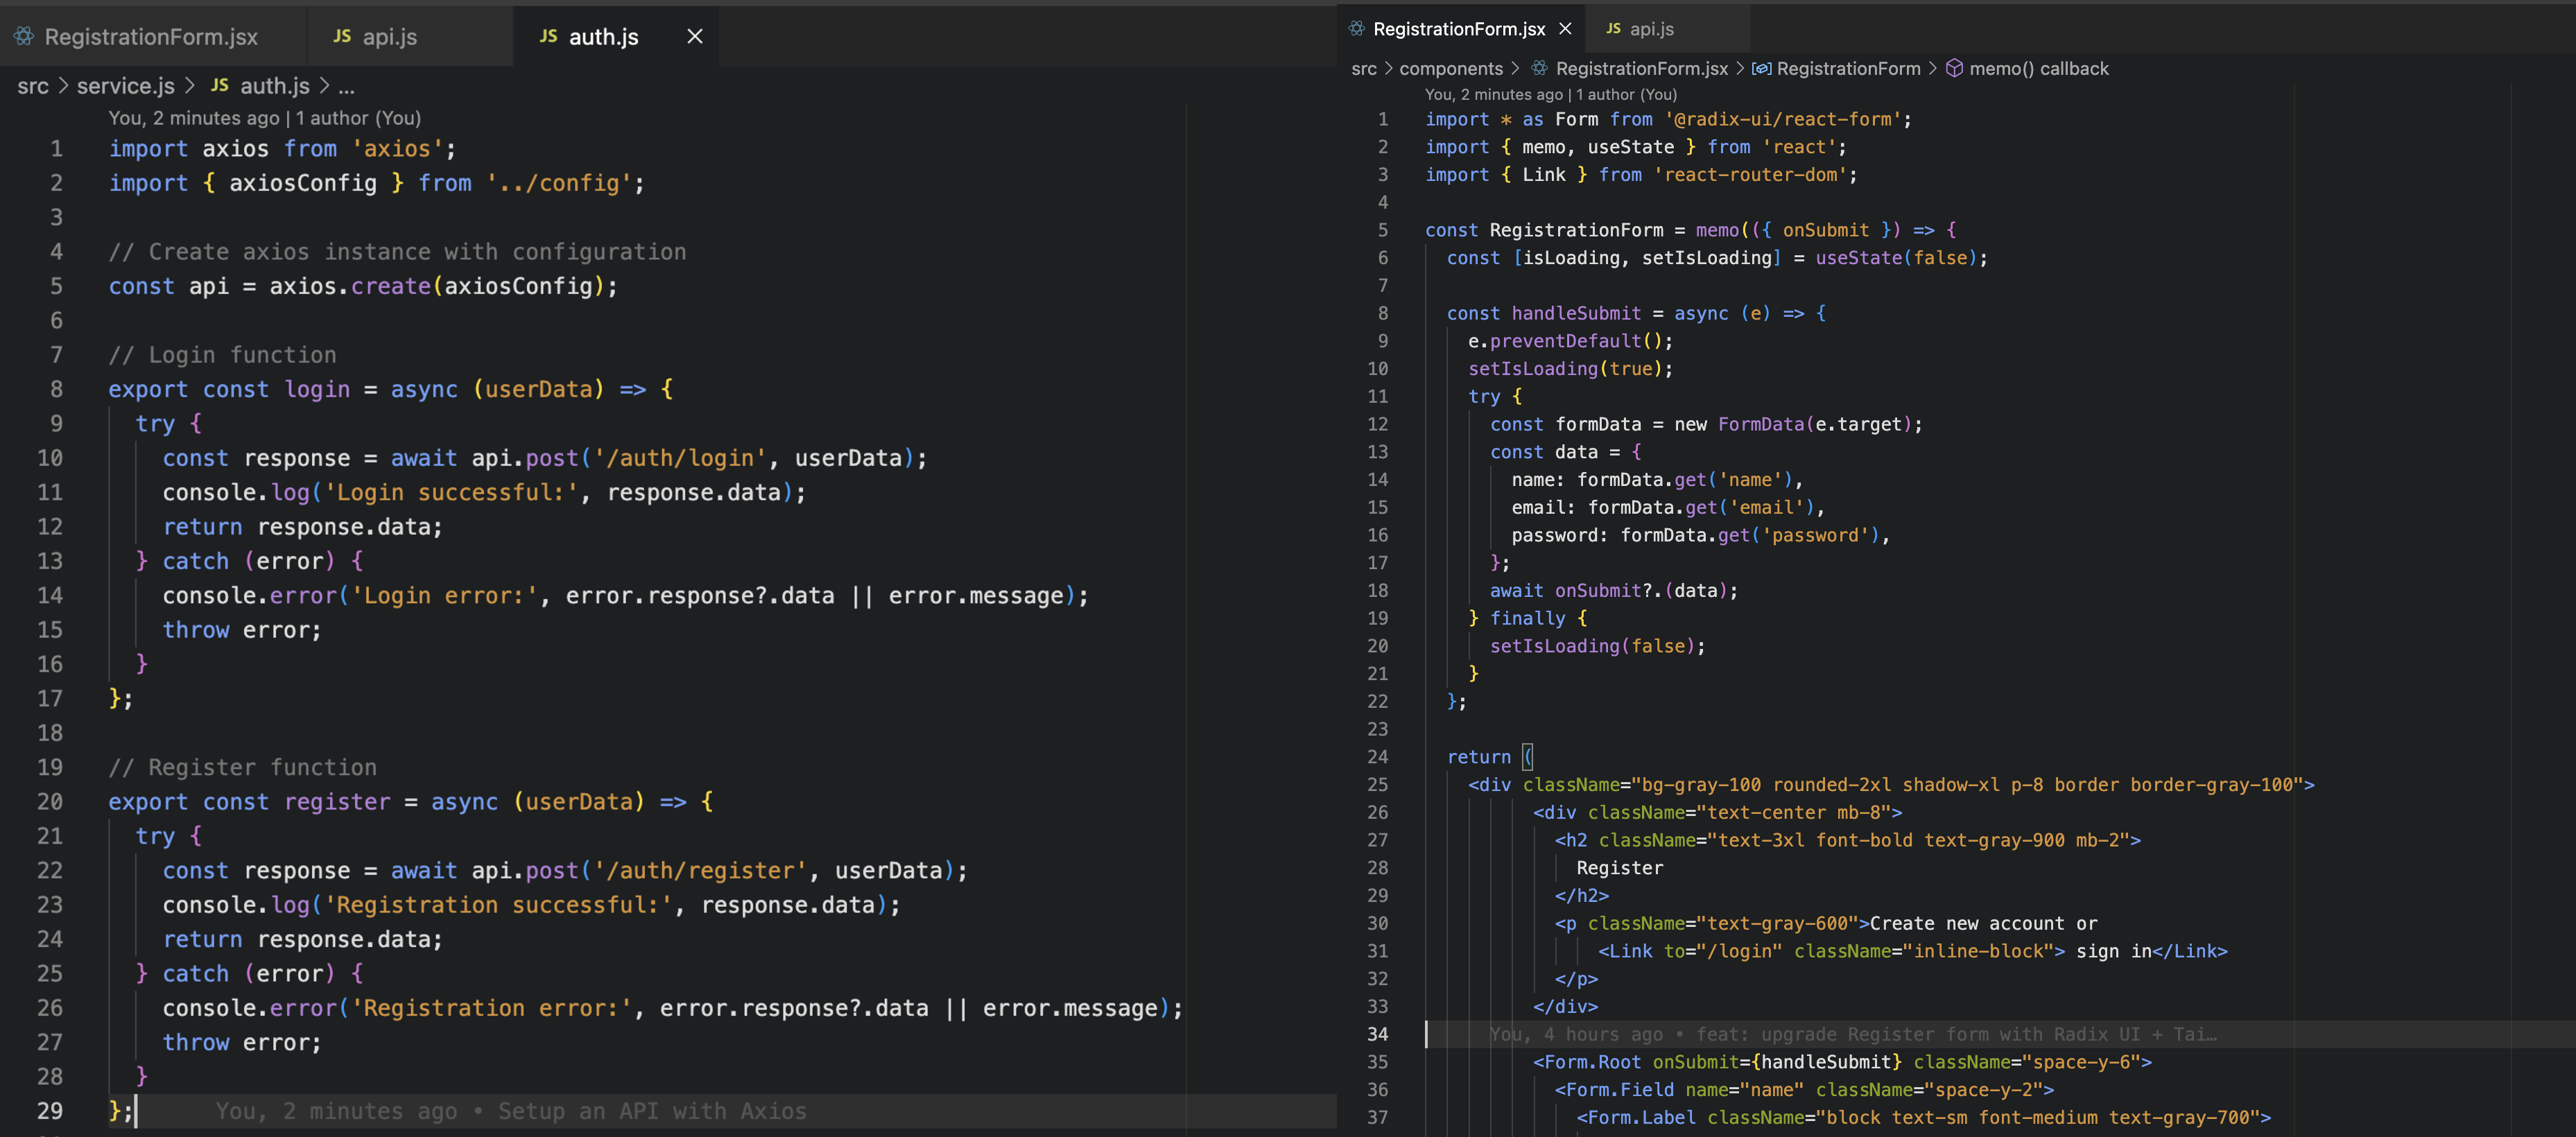 RegistrationForm.jsx
JS api.js
JS auth.js
src > service.js > JS auth.js > ...
You, 2 minutes ago | 1 author (You)
1 import axios from 'axios';
2 import { axiosConfig } from '../config';
3
4 // Create axios instance with configuration
5 const api = axios.create(axiosConfig);
6
7 // Login function
8 export const login = async (userData) => {
9 try {
10 const response = await api.post('/auth/login', userData);
11 console.log('Login successful:', response.data);
12 return response.data;
13 } catch (error) {
14 console.error('Login error:', error.response?.data || error.message);
15 throw error;
16 }
17 };
18
19 // Register function
20 export const register = async (userData) => {
21 try {
22 const response = await api.post('/auth/register', userData);
23 console.log('Registration successful:', response.data);
24 return response.data;
25 } catch (error) {
26 console.error('Registration error:', error.response?.data || error.message);
27 throw error;
28 }
29 }; You, 2 minutes ago • Setup an API with Axios
RegistrationForm.jsx
JS api.js
src > components > RegistrationForm.jsx > RegistrationForm > memo() callback
You, 2 minutes ago | 1 author (You)
1 import * as Form from '@radix-ui/react-form';
2 import { memo, useState } from 'react';
3 import { Link } from 'react-router-dom';
4
5 const RegistrationForm = memo(({ onSubmit }) => {
6 const [isLoading, setIsLoading] = useState(false);
7
8 const handleSubmit = async (e) => {
9 e.preventDefault();
10 setIsLoading(true);
11 try {
12 const formData = new FormData(e.target);
13 const data = {
14 name: formData.get('name'),
15 email: formData.get('email'),
16 password: formData.get('password'),
17 };
18 await onSubmit?.(data);
19 } finally {
20 setIsLoading(false);
21 }
22 };
23
24 return (
25 <div className="bg-gray-100 rounded-2xl shadow-xl p-8 border border-gray-100">
26 <div className="text-center mb-8">
27 <h2 className="text-3xl font-bold text-gray-900 mb-2">
28 Register
29 </h2>
30 <p className="text-gray-600">Create new account or
31 <Link to="/login" className="inline-block"> sign in</Link>
32 </p>
33 </div>
34 You, 4 hours ago • feat: upgrade Register form with Radix UI + Tai…
35 <Form.Root onSubmit={handleSubmit} className="space-y-6">
36 <Form.Field name="name" className="space-y-2">
37 <Form.Label className="block text-sm font-medium text-gray-700">